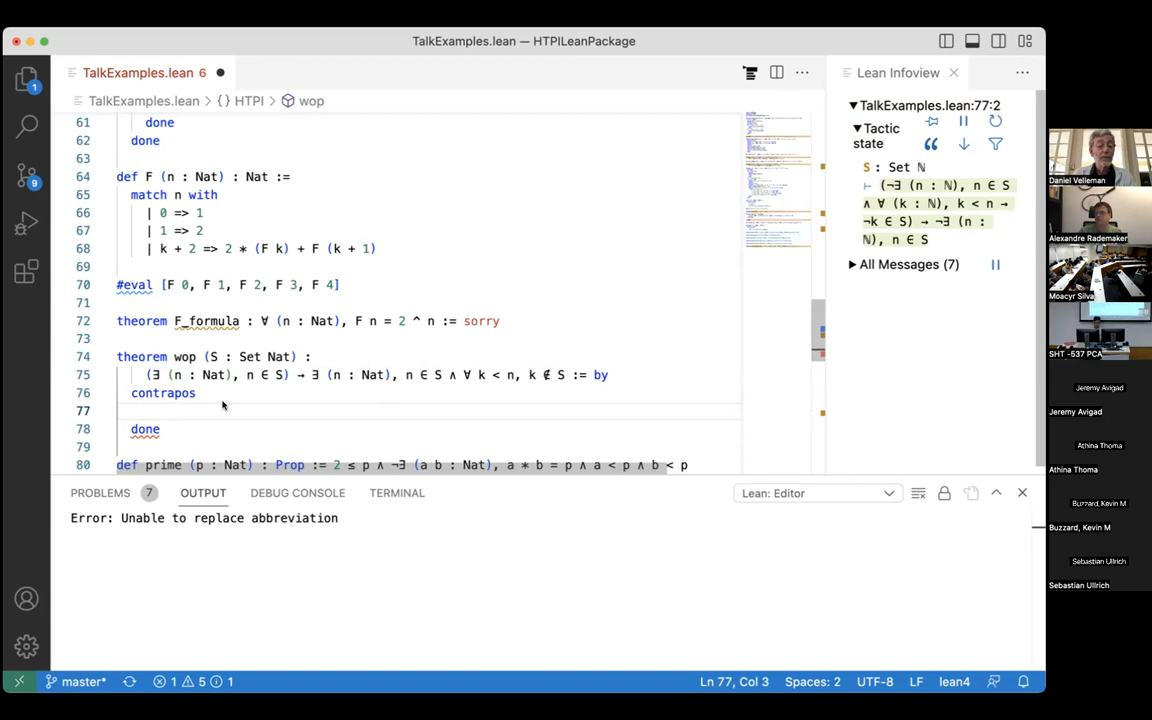 TalkExamples.lean — HTPILeanPackage
TalkExamples.lean 6
TalkExamples.lean > {} HTPI > wop
61 done
62 done
63
64 def F (n : Nat) : Nat :=
65 match n with
66 | 0 => 1
67 | 1 => 2
68 | k + 2 => 2 * (F k) + F (k + 1)
69
70 #eval [F 0, F 1, F 2, F 3, F 4]
71
72 theorem F_formula : ∀ (n : Nat), F n = 2 ^ n := sorry
73
74 theorem wop (S : Set Nat) :
75 (∃ (n : Nat), n ∈ S) → ∃ (n : Nat), n ∈ S ∧ ∀ k < n, k ∉ S := by
76 contrapos
77
78 done
79
80 def prime (p : Nat) : Prop := 2 ≤ p ∧ ¬∃ (a b : Nat), a * b = p ∧ a < p ∧ b < p
1
9
Lean Infoview
TalkExamples.lean:77:2
Tactic
state
S : Set ℕ
⊢ (¬∃ (n : ℕ), n ∈ S
∧ ∀ (k : ℕ), k < n →
¬k ∈ S) → ¬∃ (n :
ℕ), n ∈ S
All Messages (7)
PROBLEMS 7 OUTPUT DEBUG CONSOLE TERMINAL
Lean: Editor
Error: Unable to replace abbreviation
master* 1 5 1
Ln 77, Col 3 Spaces: 2 UTF-8 LF lean4
Daniel Velleman
Alexandre Rademaker
Moacyr Silva
SHT -537 PCA
Jeremy Avigad
Jeremy Avigad
Athina Thoma
Athina Thoma
Buzzard, Kevin M
Buzzard, Kevin M
Sebastian Ullrich
Sebastian Ullrich